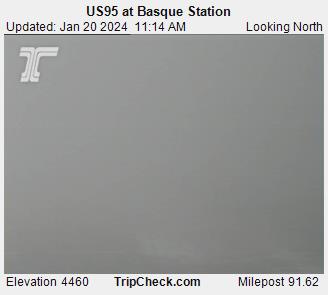 US95 at Basque Station
Updated: Jan 20 2024 11:14 AM Looking North
Elevation 4460 TripCheck.com Milepost 91.62